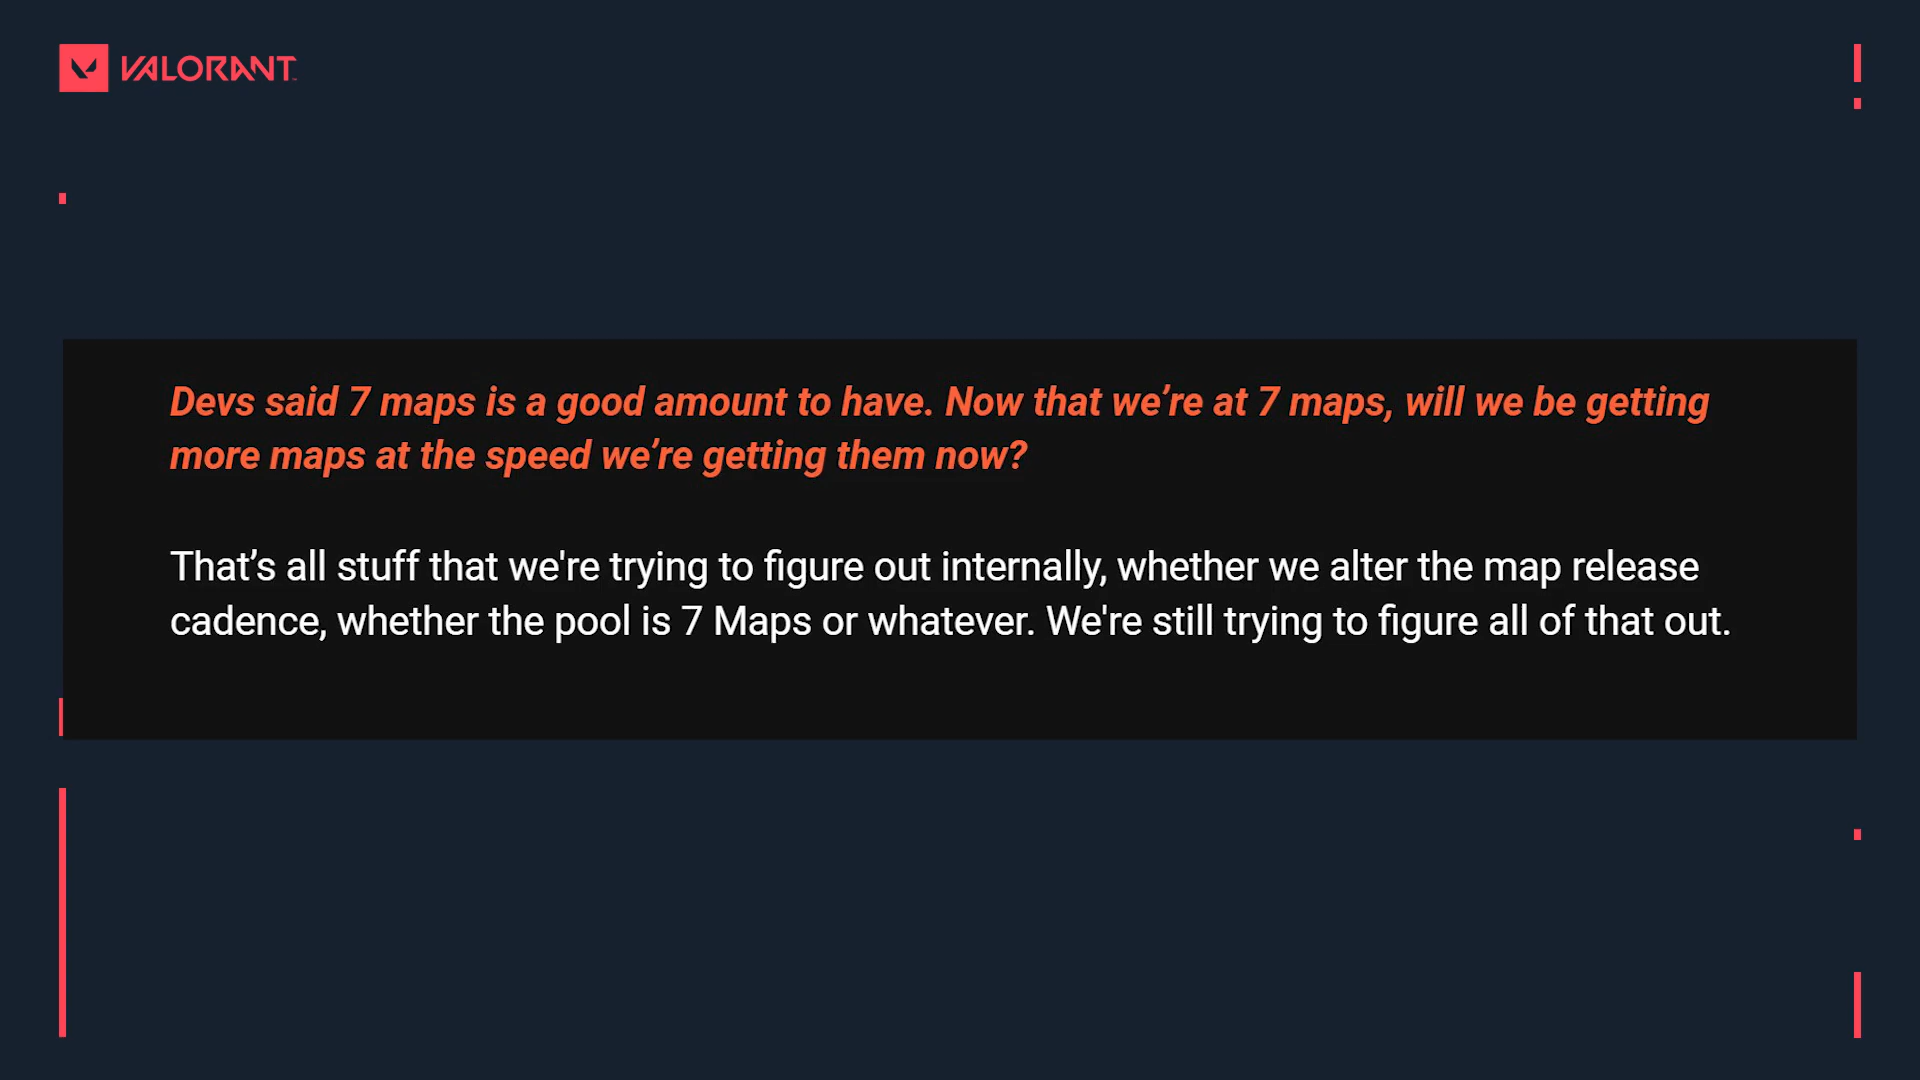 VALORANT
Devs said 7 maps is a good amount to have. Now that we’re at 7 maps, will we be getting
more maps at the speed we’re getting them now?
That’s all stuff that we're trying to figure out internally, whether we alter the map release
cadence, whether the pool is 7 Maps or whatever. We're still trying to figure all of that out.